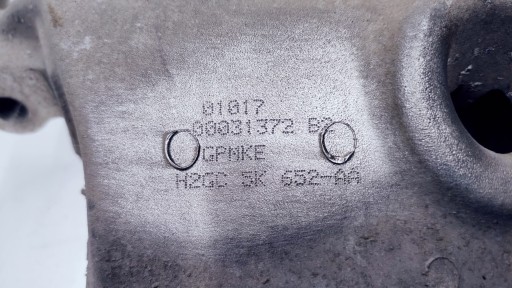 01017
00031372 B2
GPMKE
H2GC 5K 652-AA